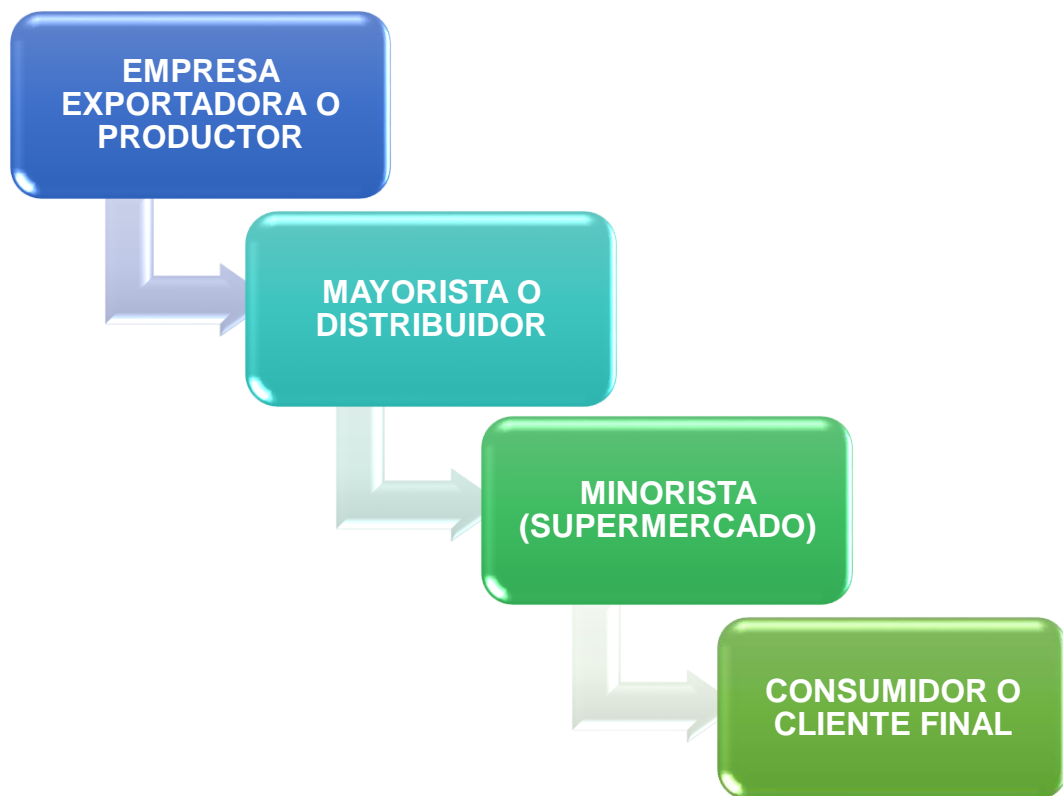 EMPRESA
EXPORTADORA O
PRODUCTOR
MAYORISTA O
DISTRIBUIDOR
MINORISTA
(SUPERMERCADO)
CONSUMIDOR O
CLIENTE FINAL